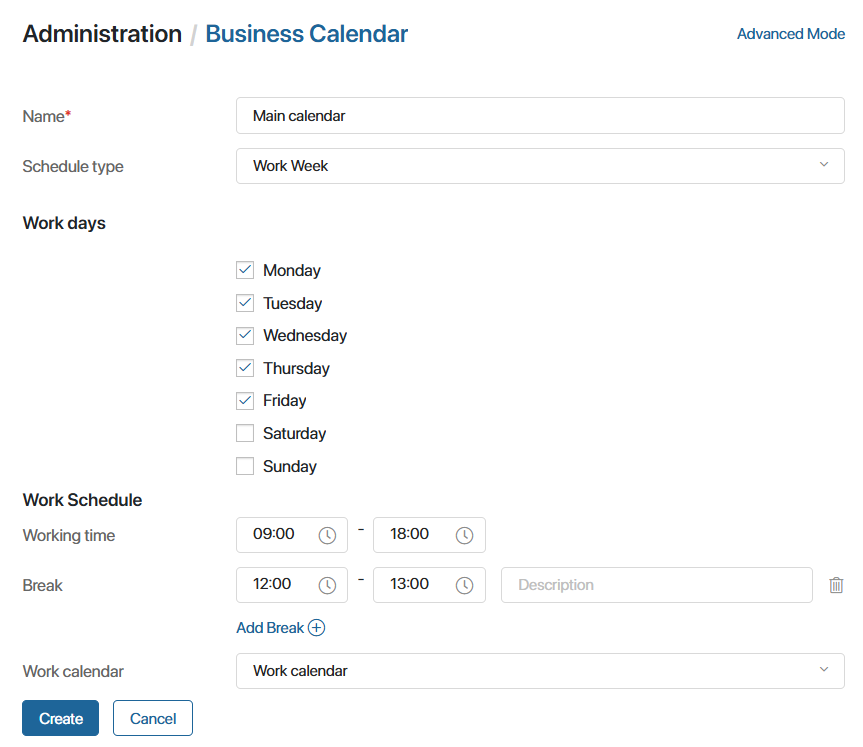 Administration / Business Calendar
Advanced Mode
Name*
Main calendar
Schedule type
Work Week
Work days
Monday
Tuesday
Wednesday
Thursday
Friday
Saturday
Sunday
Work Schedule
Working time
09:00 - 18:00
Break
12:00 - 13:00
Description
Add Break
Work calendar
Work calendar
Create
Cancel